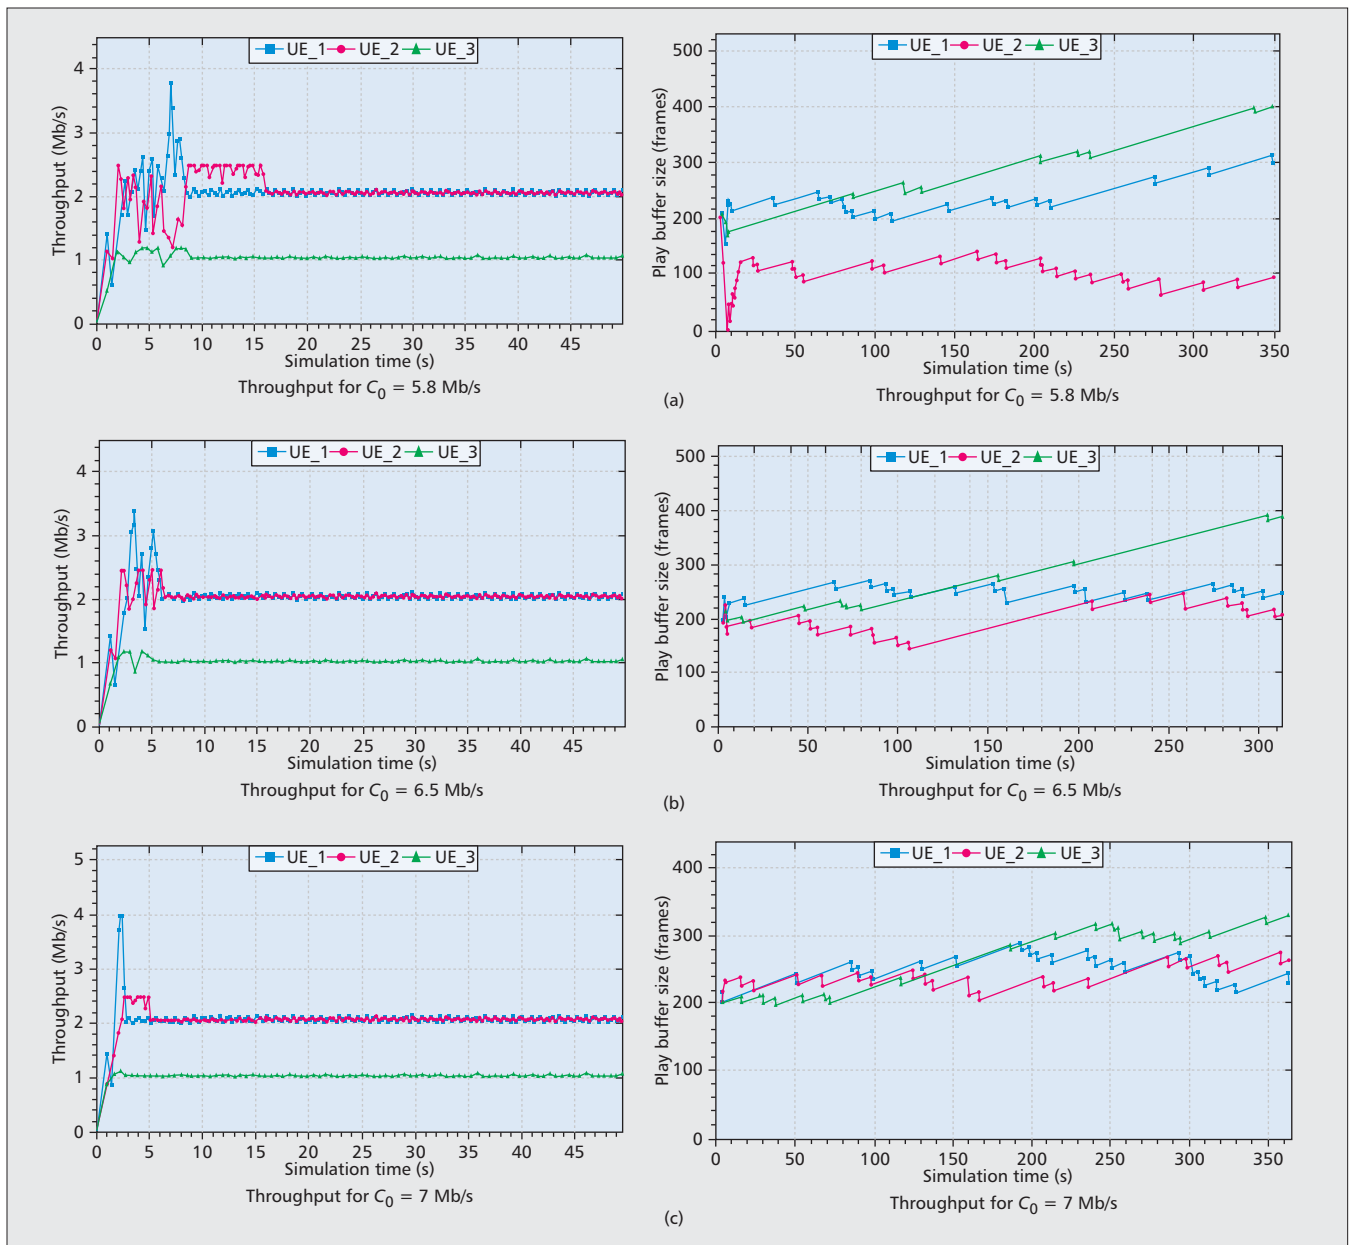 UE_1 UE_2 UE_3
4
3
2
1
0
Throughput (Mb/s)
0 5 10 15 20 25 30 35 40 45
Simulation time (s)
Throughput for C0 = 5.8 Mb/s
UE_1 UE_2 UE_3
500
400
300
200
100
0
Play buffer size (frames)
0 50 100 150 200 250 300 350
Simulation time (s)
Throughput for C0 = 5.8 Mb/s
(a)
UE_1 UE_2 UE_3
4
3
2
1
0
Throughput (Mb/s)
0 5 10 15 20 25 30 35 40 45
Simulation time (s)
Throughput for C0 = 6.5 Mb/s
UE_1 UE_2 UE_3
500
400
300
200
100
0
Play buffer size (frames)
0 50 100 150 200 250 300
Simulation time (s)
Throughput for C0 = 6.5 Mb/s
(b)
UE_1 UE_2 UE_3
5
4
3
2
1
0
Throughput (Mb/s)
0 5 10 15 20 25 30 35 40 45
Simulation time (s)
Throughput for C0 = 7 Mb/s
UE_1 UE_2 UE_3
400
300
200
100
0
Play buffer size (frames)
0 50 100 150 200 250 300 350
Simulation time (s)
Throughput for C0 = 7 Mb/s
(c)